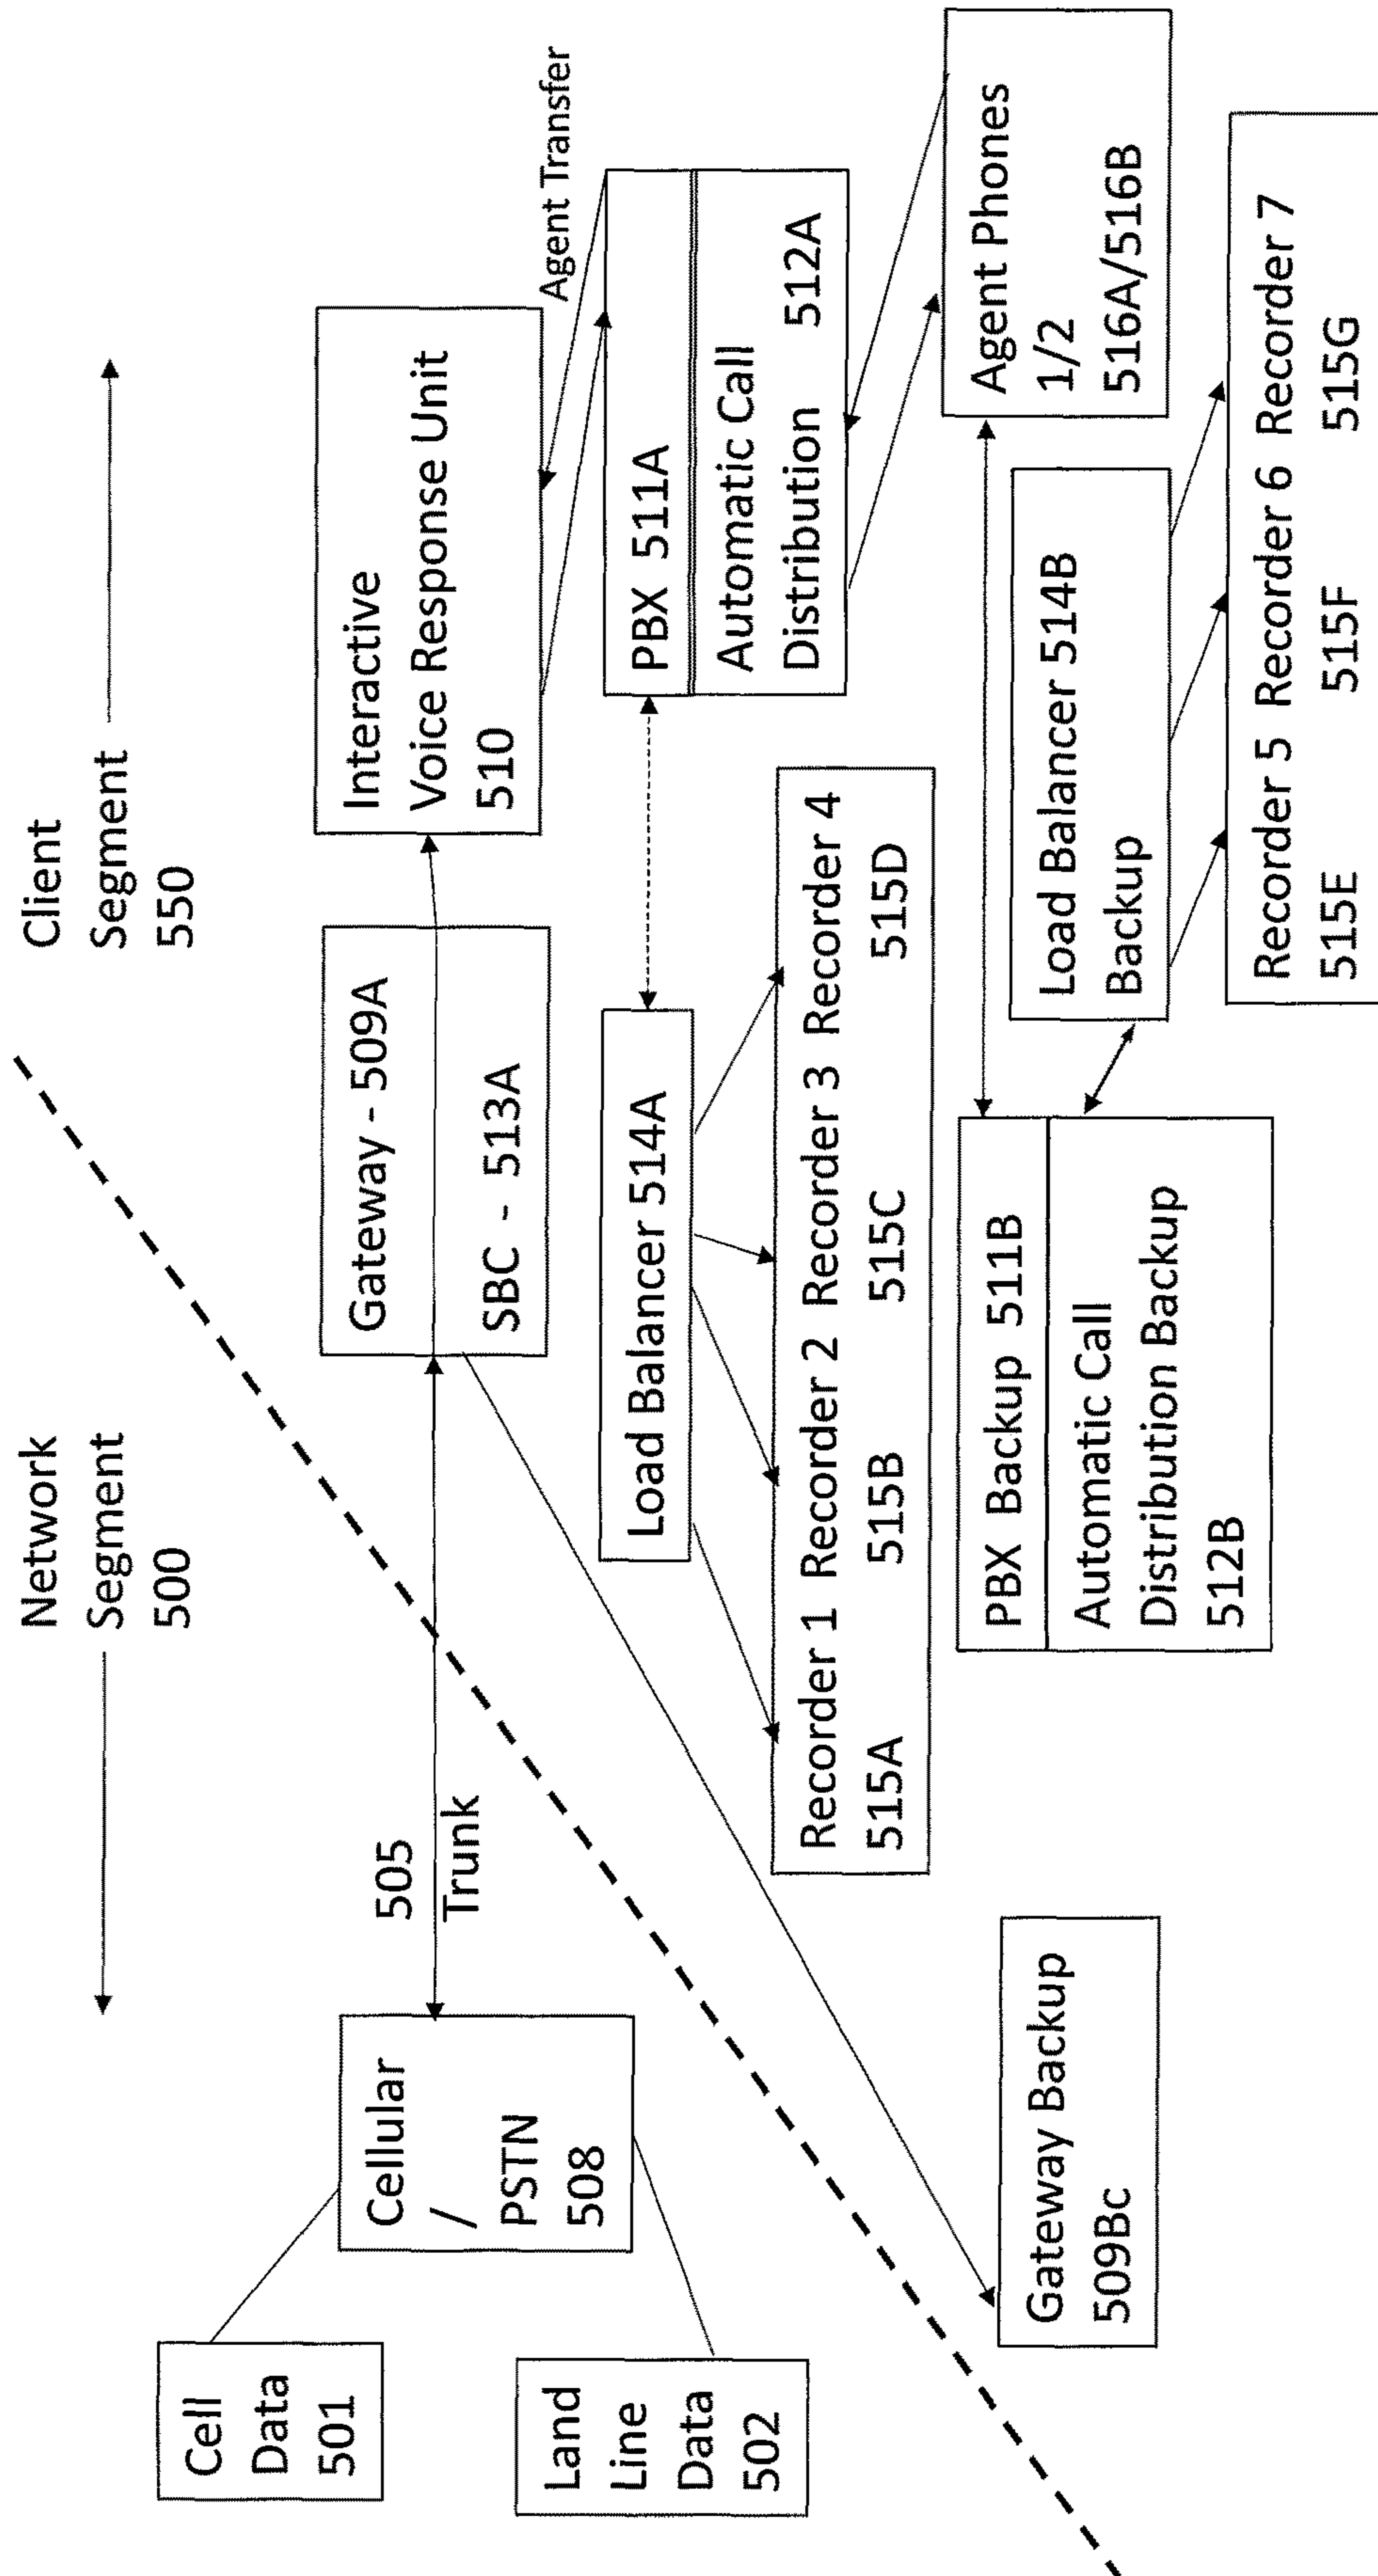 Network
Segment
500
Client
Segment
550
Cell
Data
501
Land
Line
Data
502
Cellular
/
PSTN
508
505
Trunk
Gateway - 509A
SBC - 513A
Interactive
Voice Response Unit
510
Agent Transfer
Load Balancer 514A
PBX 511A
Automatic Call
Distribution 512A
Recorder 1 Recorder 2 Recorder 3 Recorder 4
515A 515B 515C 515D
Gateway Backup
509Bc
PBX Backup 511B
Automatic Call
Distribution Backup
512B
Load Balancer 514B
Backup
Agent Phones
1/2
516A/516B
Recorder 5 Recorder 6 Recorder 7
515E 515F 515G